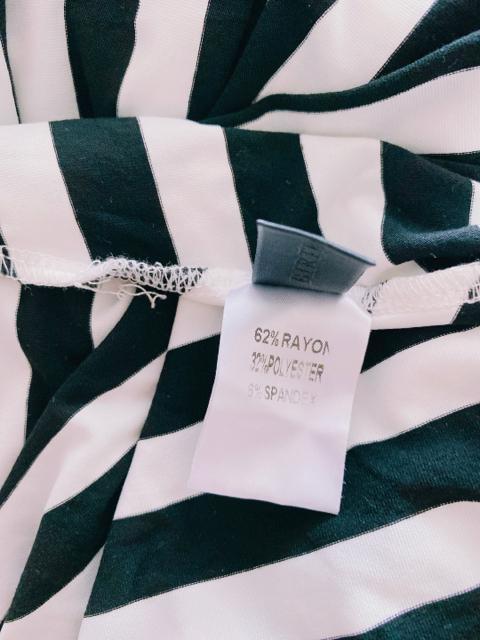 62% RAYON
32% POLYESTER
6% SPANDEX